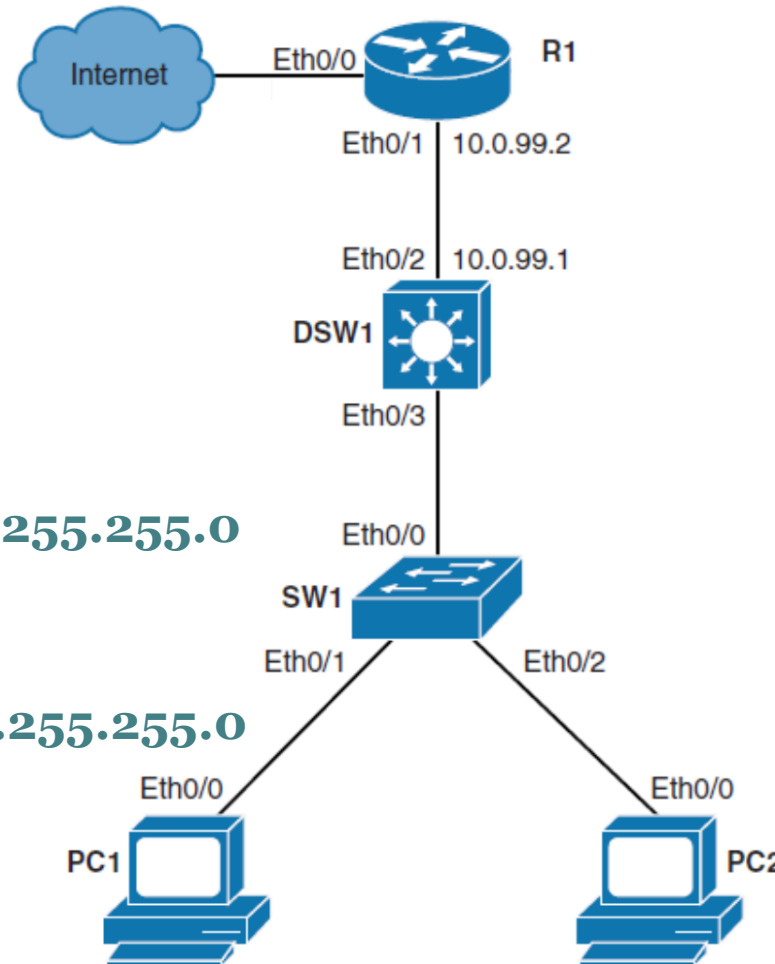 Internet
Eth0/0
R1
Eth0/1 10.0.99.2
Eth0/2 10.0.99.1
DSW1
Eth0/3
255.255.0
Eth0/0
SW1
Eth0/1 Eth0/2
.255.255.0
Eth0/0 Eth0/0
PC1 PC2